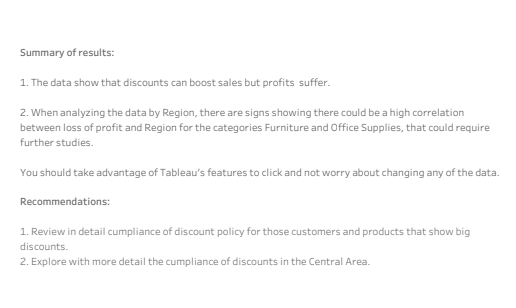 Summary of results:
1. The data show that discounts can boost sales but profits  suffer.
2. When analyzing the data by Region, there are signs showing there could be a high correlation
between loss of profit and Region for the categories Furniture and Office Supplies, that could require
further studies.
You should take advantage of Tableau's features to click and not worry about changing any of the data.
Recommendations:
1. Review in detail cumpliance of discount policy for those customers and products that show big
discounts.
2. Explore with more detail the cumpliance of discounts in the Central Area.